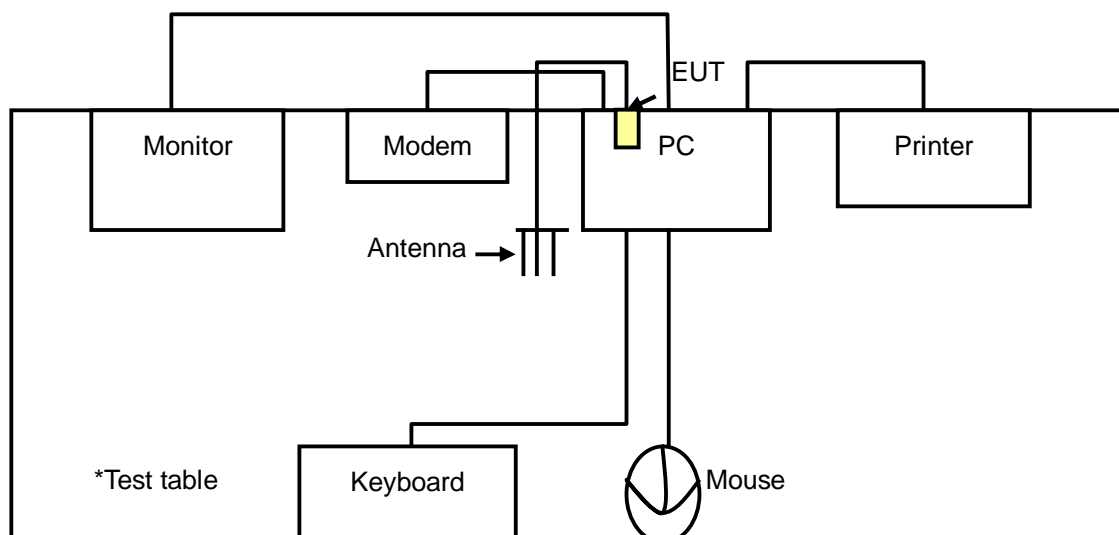 EUT
Monitor
Modem
PC
Printer
Antenna
*Test table
Keyboard
Mouse